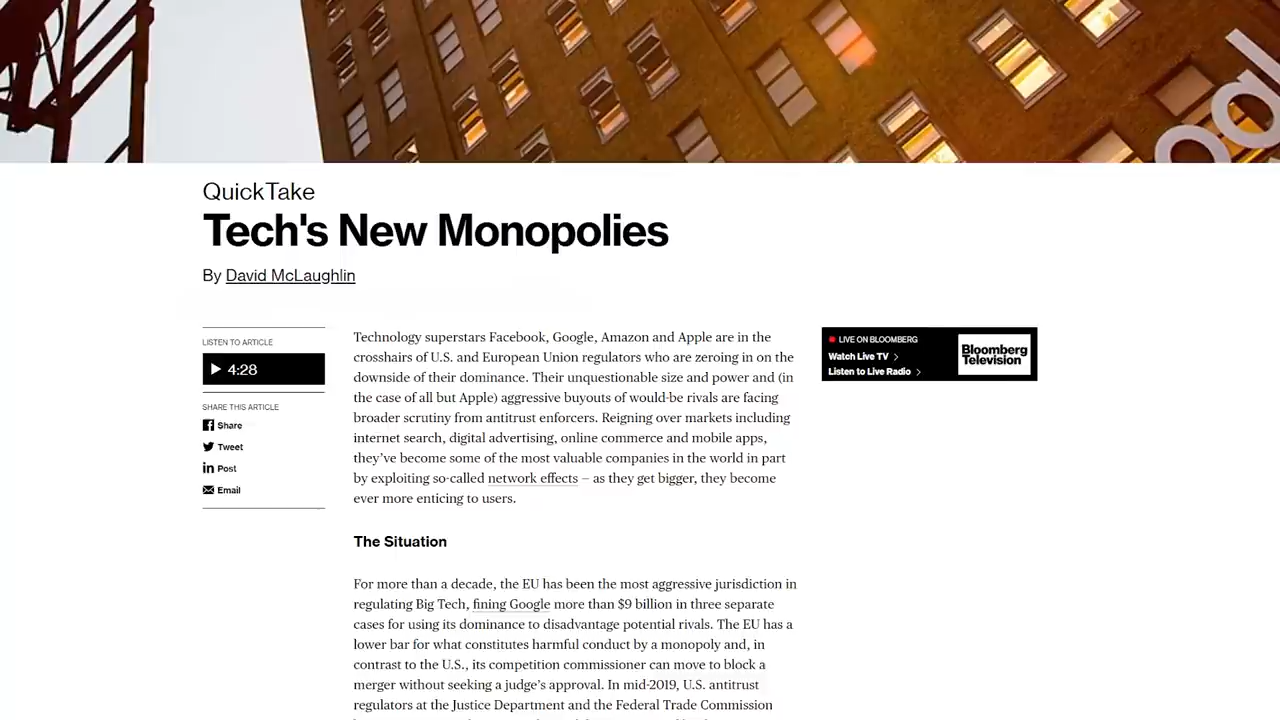 QuickTake
Tech's New Monopolies
By David McLaughlin
LISTEN TO ARTICLE
4:28
SHARE THIS ARTICLE
Share
Tweet
Post
Email
Technology superstars Facebook, Google, Amazon and Apple are in the
crosshairs of U.S. and European Union regulators who are zeroing in on the
downside of their dominance. Their unquestionable size and power and (in
the case of all but Apple) aggressive buyouts of would-be rivals are facing
broader scrutiny from antitrust enforcers. Reigning over markets including
internet search, digital advertising, online commerce and mobile apps,
they've become some of the most valuable companies in the world in part
by exploiting so-called network effects – as they get bigger, they become
ever more enticing to users.
The Situation
For more than a decade, the EU has been the most aggressive jurisdiction in
regulating Big Tech, fining Google more than $9 billion in three separate
cases for using its dominance to disadvantage potential rivals. The EU has a
lower bar for what constitutes harmful conduct by a monopoly and, in
contrast to the U.S., its competition commissioner can move to block a
merger without seeking a judge's approval. In mid-2019, U.S. antitrust
regulators at the Justice Department and the Federal Trade Commission
LIVE ON BLOOMBERG
Watch Live TV
Listen to Live Radio
Bloomberg
Television